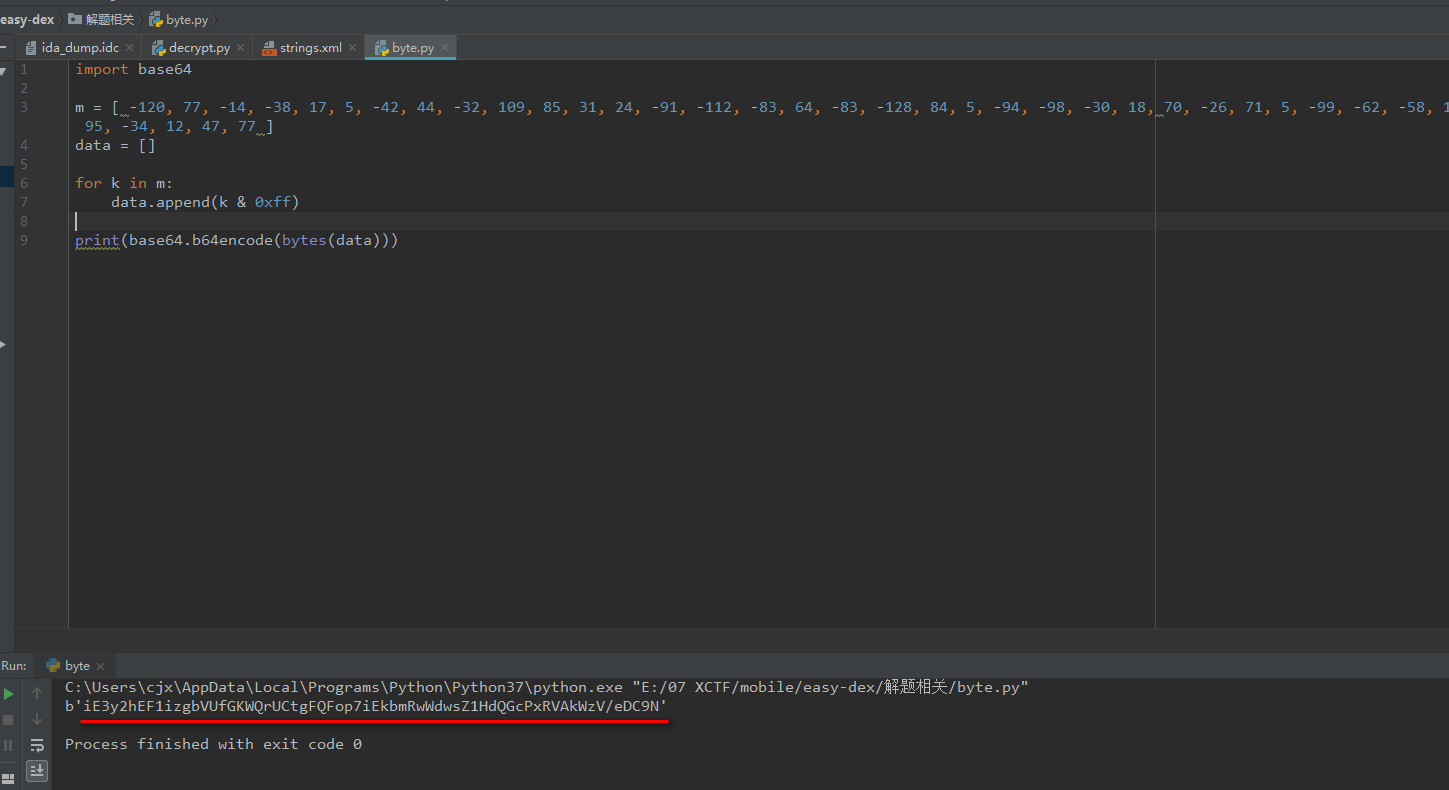 easy-dex 解题相关 byte.py
ida_dump.idc decrypt.py strings.xml byte.py
1 import base64
2
3 m = [ -120, 77, -14, -38, 17, 5, -42, 44, -32, 109, 85, 31, 24, -91, -112, -83, 64, -83, -128, 84, 5, -94, -98, -30, 18, 70, -26, 71, 5, -99, -62, -58, 1
95, -34, 12, 47, 77 ]
4 data = []
5
6 for k in m:
7 data.append(k & 0xff)
8
9 print(base64.b64encode(bytes(data)))
Run: byte
C:\Users\cjx\AppData\Local\Programs\Python\Python37\python.exe "E:/07 XCTF/mobile/easy-dex/解题相关/byte.py"
b'iE3y2hEF1izgbVUfGKWQrUCtgFQFop7iEkbmRwWdwsZ1HdQGcPxRVAkWzV/eDC9N'
Process finished with exit code 0